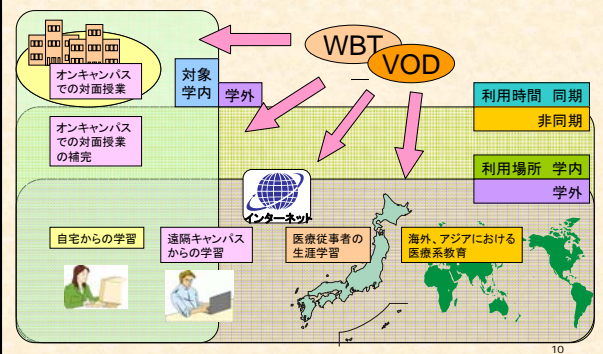 WBT
VOD
オンキャンパス
での対面授業
対象
学内
学外
利用時間 同期
非同期
オンキャンパス
での対面授業
の補完
利用場所 学内
学外
インターネット
自宅からの学習
遠隔キャンパス
からの学習
医療従事者の
生涯学習
海外、アジアにおける
医療系教育
10